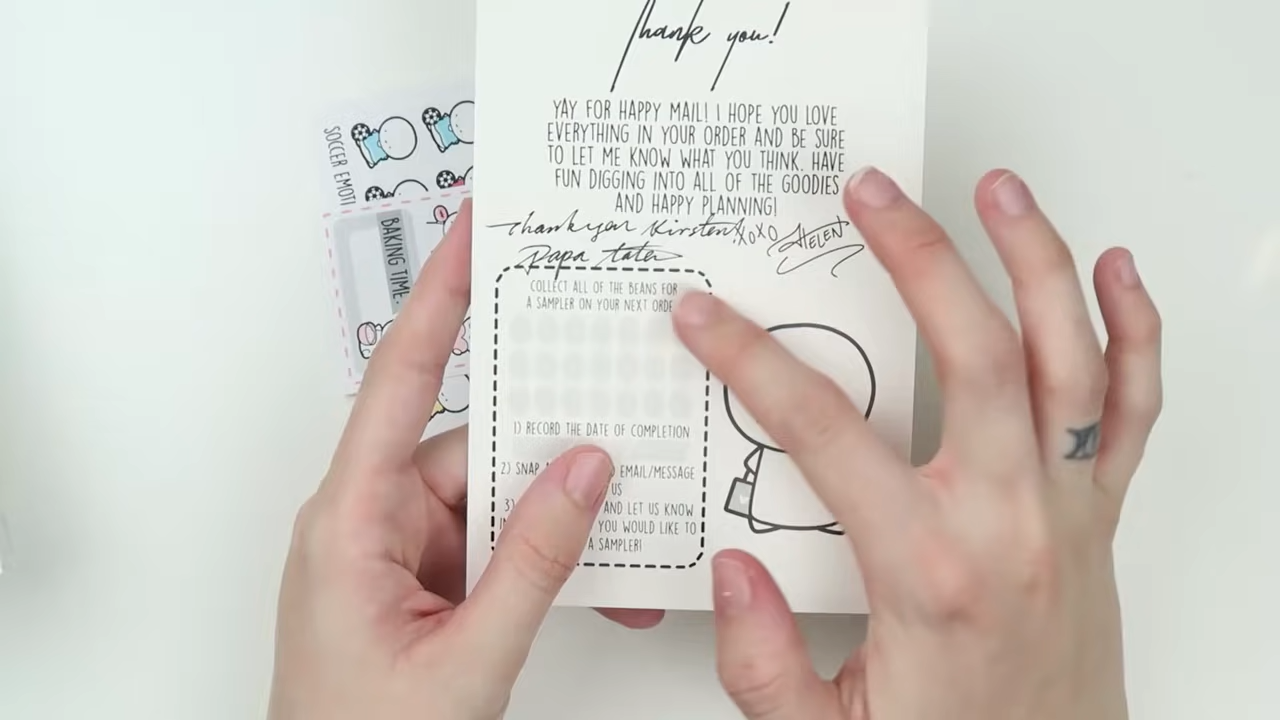 Thank you!
YAY FOR HAPPY MAIL! I HOPE YOU LOVE
EVERYTHING IN YOUR ORDER AND BE SURE
TO LET ME KNOW WHAT YOU THINK. HAVE
FUN DIGGING INTO ALL OF THE GOODIES
AND HAPPY PLANNING!
Thank you Kirsten! XOXO HELEN
Papa Tater
COLLECT ALL OF THE BEANS FOR
A SAMPLER ON YOUR NEXT ORDE
1) RECORD THE DATE OF COMPLETION
2) SNAP EMAIL/MESSAGE
US
3) AND LET US KNOW
YOU WOULD LIKE TO
A SAMPLER!
SOCCER EMOTI
BAKING TIME